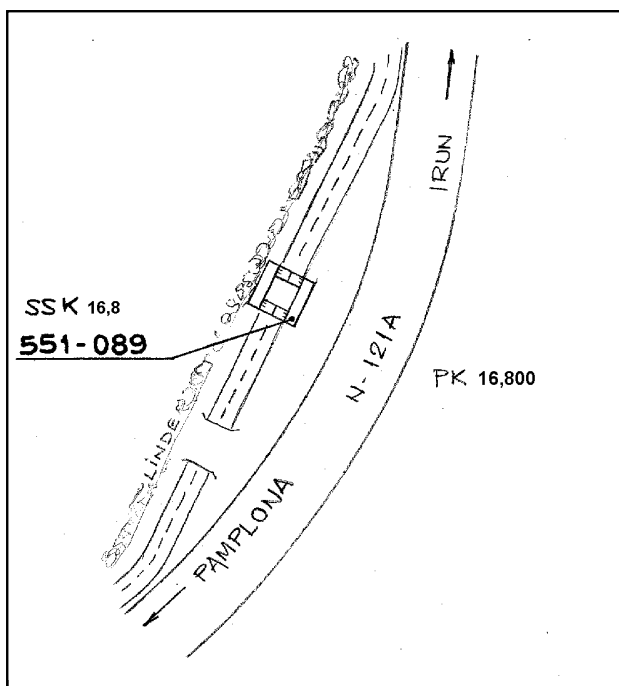 IRUN
SSK 16,8
551-089
N-121A
PK 16,800
LINDE
PAMPLONA